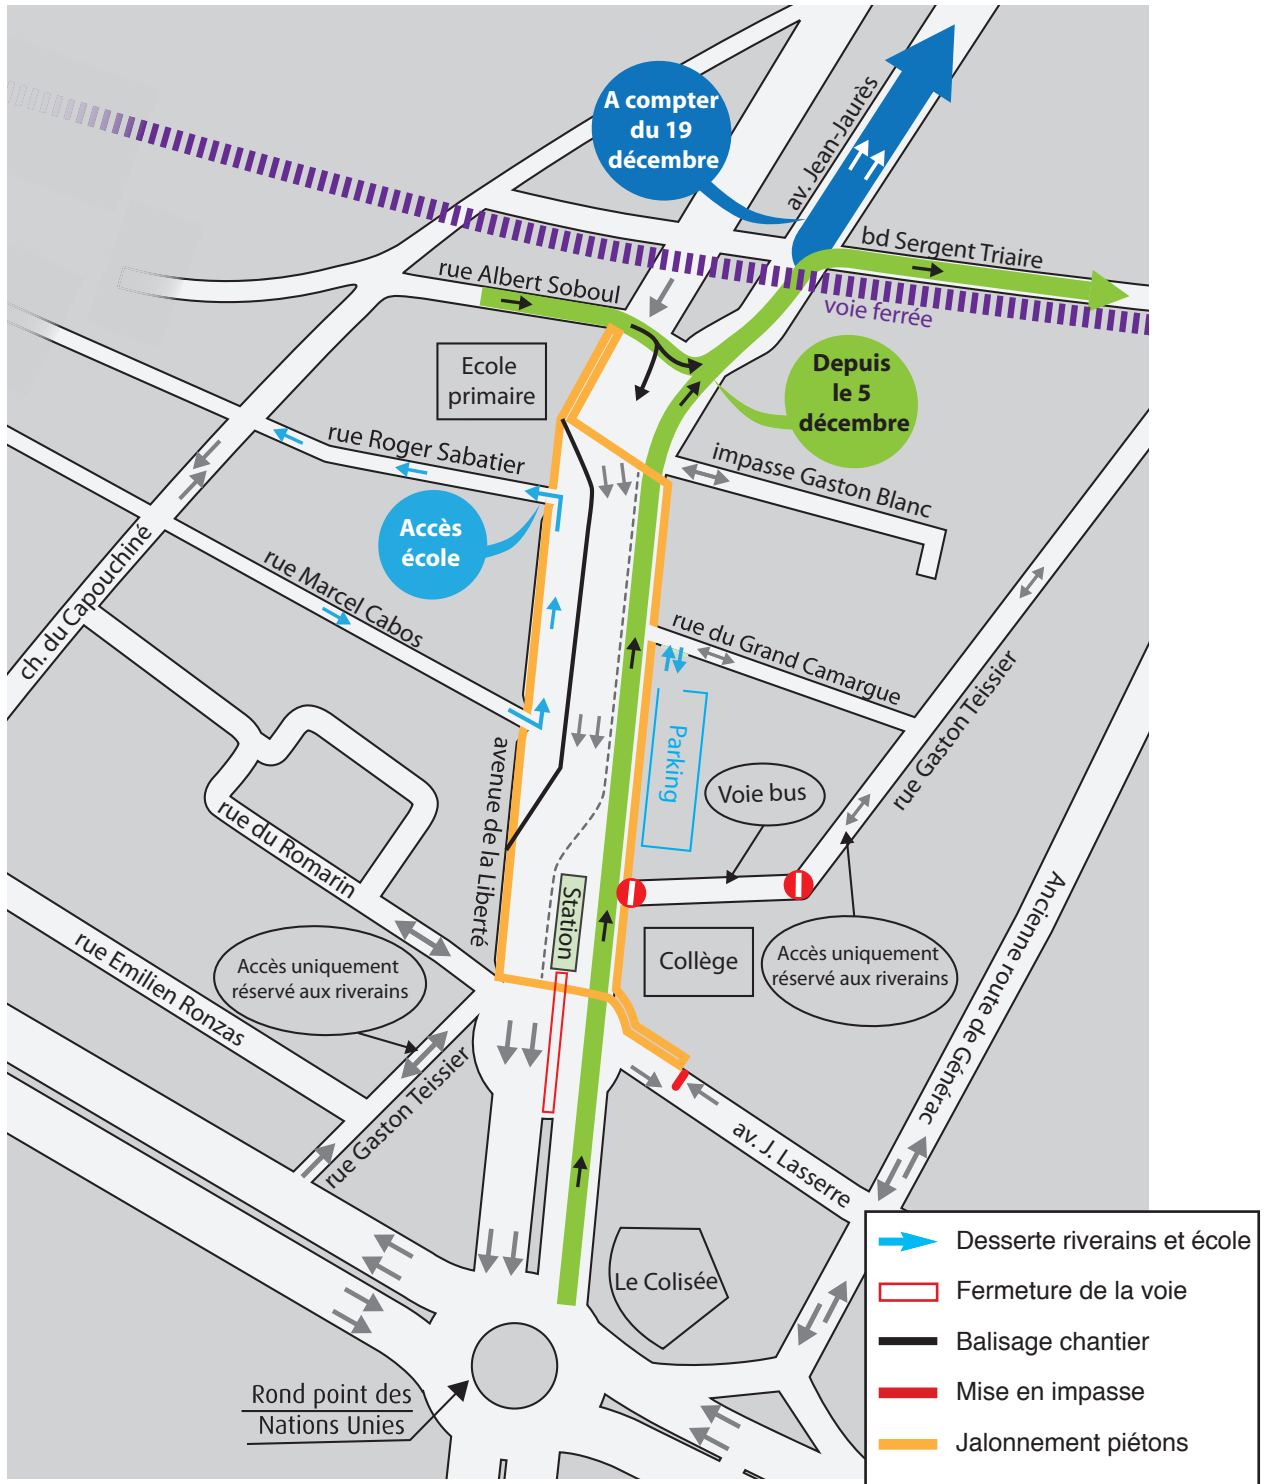 A compter
du 19
décembre
av. Jean-Jaurès
bd Sergent Triaire
rue Albert Soboul
voie ferrée
Ecole
primaire
Depuis
le 5
décembre
rue Roger Sabatier
impasse Gaston Blanc
Accès
école
ch. du Capouchiné
rue Marcel Cabos
rue du Grand Camargue
rue Gaston Teissier
Parking
avenue de la Liberté
Voie bus
rue du Romarin
Station
Ancienne route de Générac
rue Emilien Ronzas
Accès uniquement
réservé aux riverains
Collège
Accès uniquement
réservé aux riverains
rue Gaston Teissier
av. J. Lasserre
Le Colisée
Rond point des
Nations Unies
Desserte riverains et école
Fermeture de la voie
Balisage chantier
Mise en impasse
Jalonnement piétons